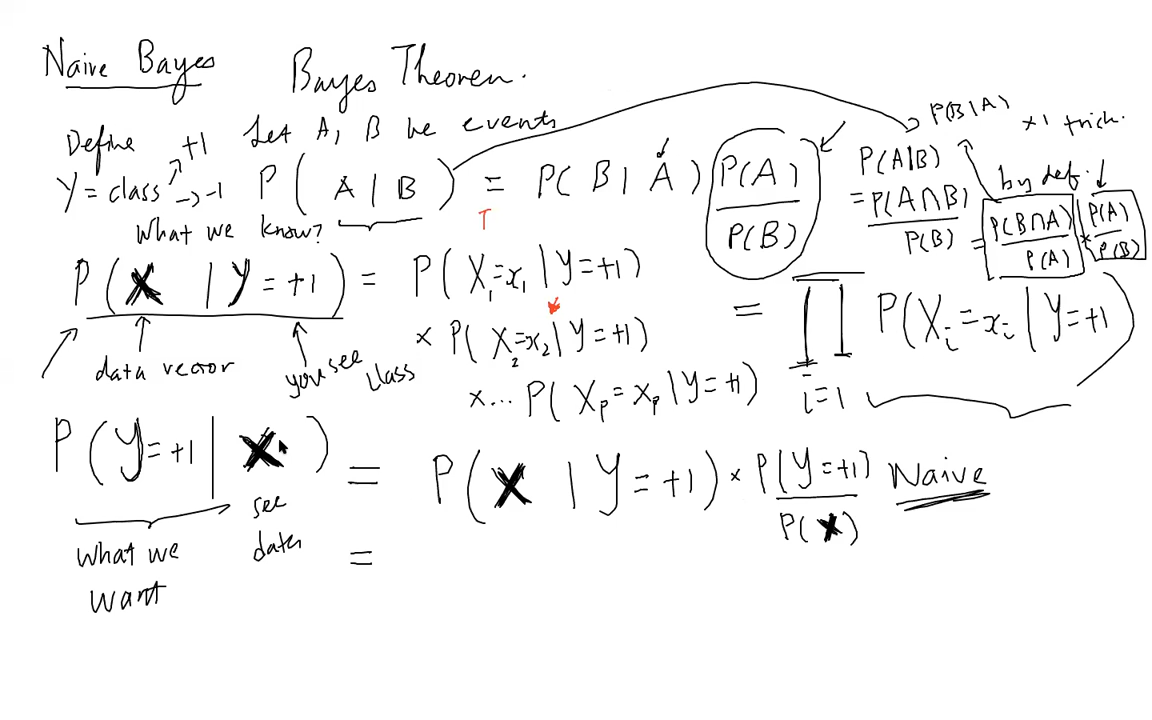 Naive Bayes
Bayes Theorem.
Define
Let A, B be events
Y = class → +1 → -1
P( A | B ) = P( B | A ) P(A) / P(B)
P(B|A)
×1 trick.
P(A|B)
= P(A∩B) / P(B)
by def.
= P(B∩A) / P(A) × P(A) / P(B)
What we know?
P( X | Y = +1 ) = P( X₁=x₁ | Y=+1 )
× P( X₂=x₂ | Y=+1 )
×... P( Xₚ=xₚ | Y=+1 )
= ∏ i=1 P( Xᵢ=xᵢ | Y=+1 )
data vector
you see class
P( Y=+1 | X ) = P( X | Y=+1 ) × P(Y=+1) / P(X) Naive
see data
What we want
=